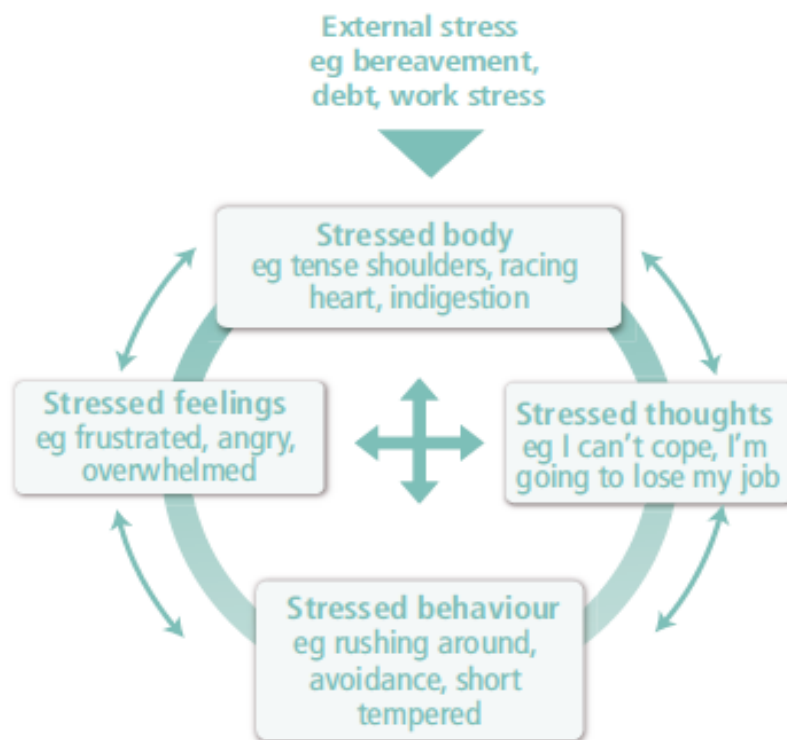 External stress
eg bereavement,
debt, work stress
Stressed body
eg tense shoulders, racing
heart, indigestion
Stressed feelings
eg frustrated, angry,
overwhelmed
Stressed thoughts
eg I can't cope, I'm
going to lose my job
Stressed behaviour
eg rushing around,
avoidance, short
tempered